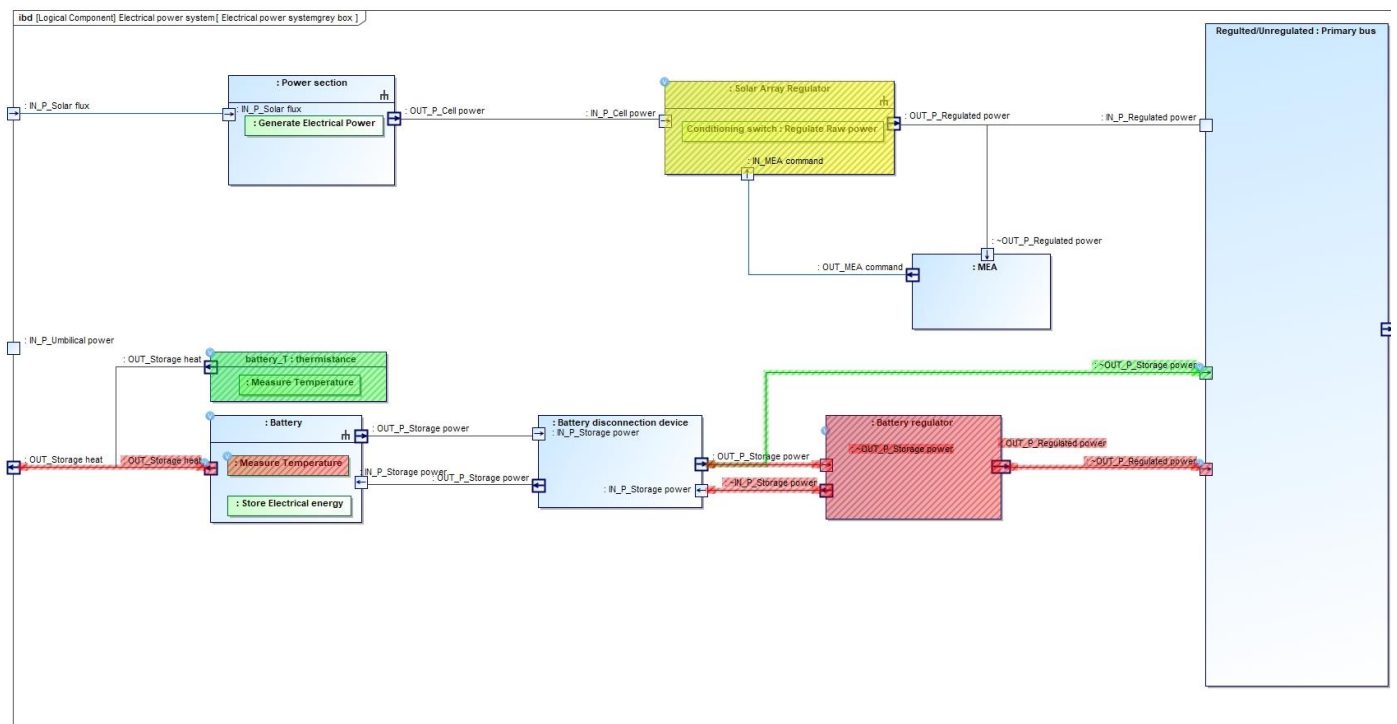 ibd [Logical Component] Electrical power system[ Electrical power systemgrey box ]
Regulted/Unregulated : Primary bus
: Power section
: IN_P_Solar flux
: IN_P_Solar flux
: Generate Electrical Power
: OUT_P_Cell power
: IN_P_Cell power
: Solar Array Regulator
Conditioning switch : Regulate Raw power
: IN_MEA command
: OUT_P_Regulated power
: IN_P_Regulated power
: ~OUT_P_Regulated power
: OUT_MEA command
: MEA
: IN_P_Umbilical power
: OUT_Storage heat
battery_T : thermistance
: Measure Temperature
: ~OUT_P_Storage power
: OUT_Storage heat
: OUT_Storage heat
: Battery
: Measure Temperature
: Store Electrical energy
: OUT_P_Storage power
: IN_P_Storage power
: OUT_P_Storage power
: Battery disconnection device
: IN_P_Storage power
: OUT_P_Storage power
: IN_P_Storage power
: ~IN_P_Storage power
: Battery regulator
: ~OUT_P_Storage power
: OUT_P_Regulated power
: ~OUT_P_Regulated power